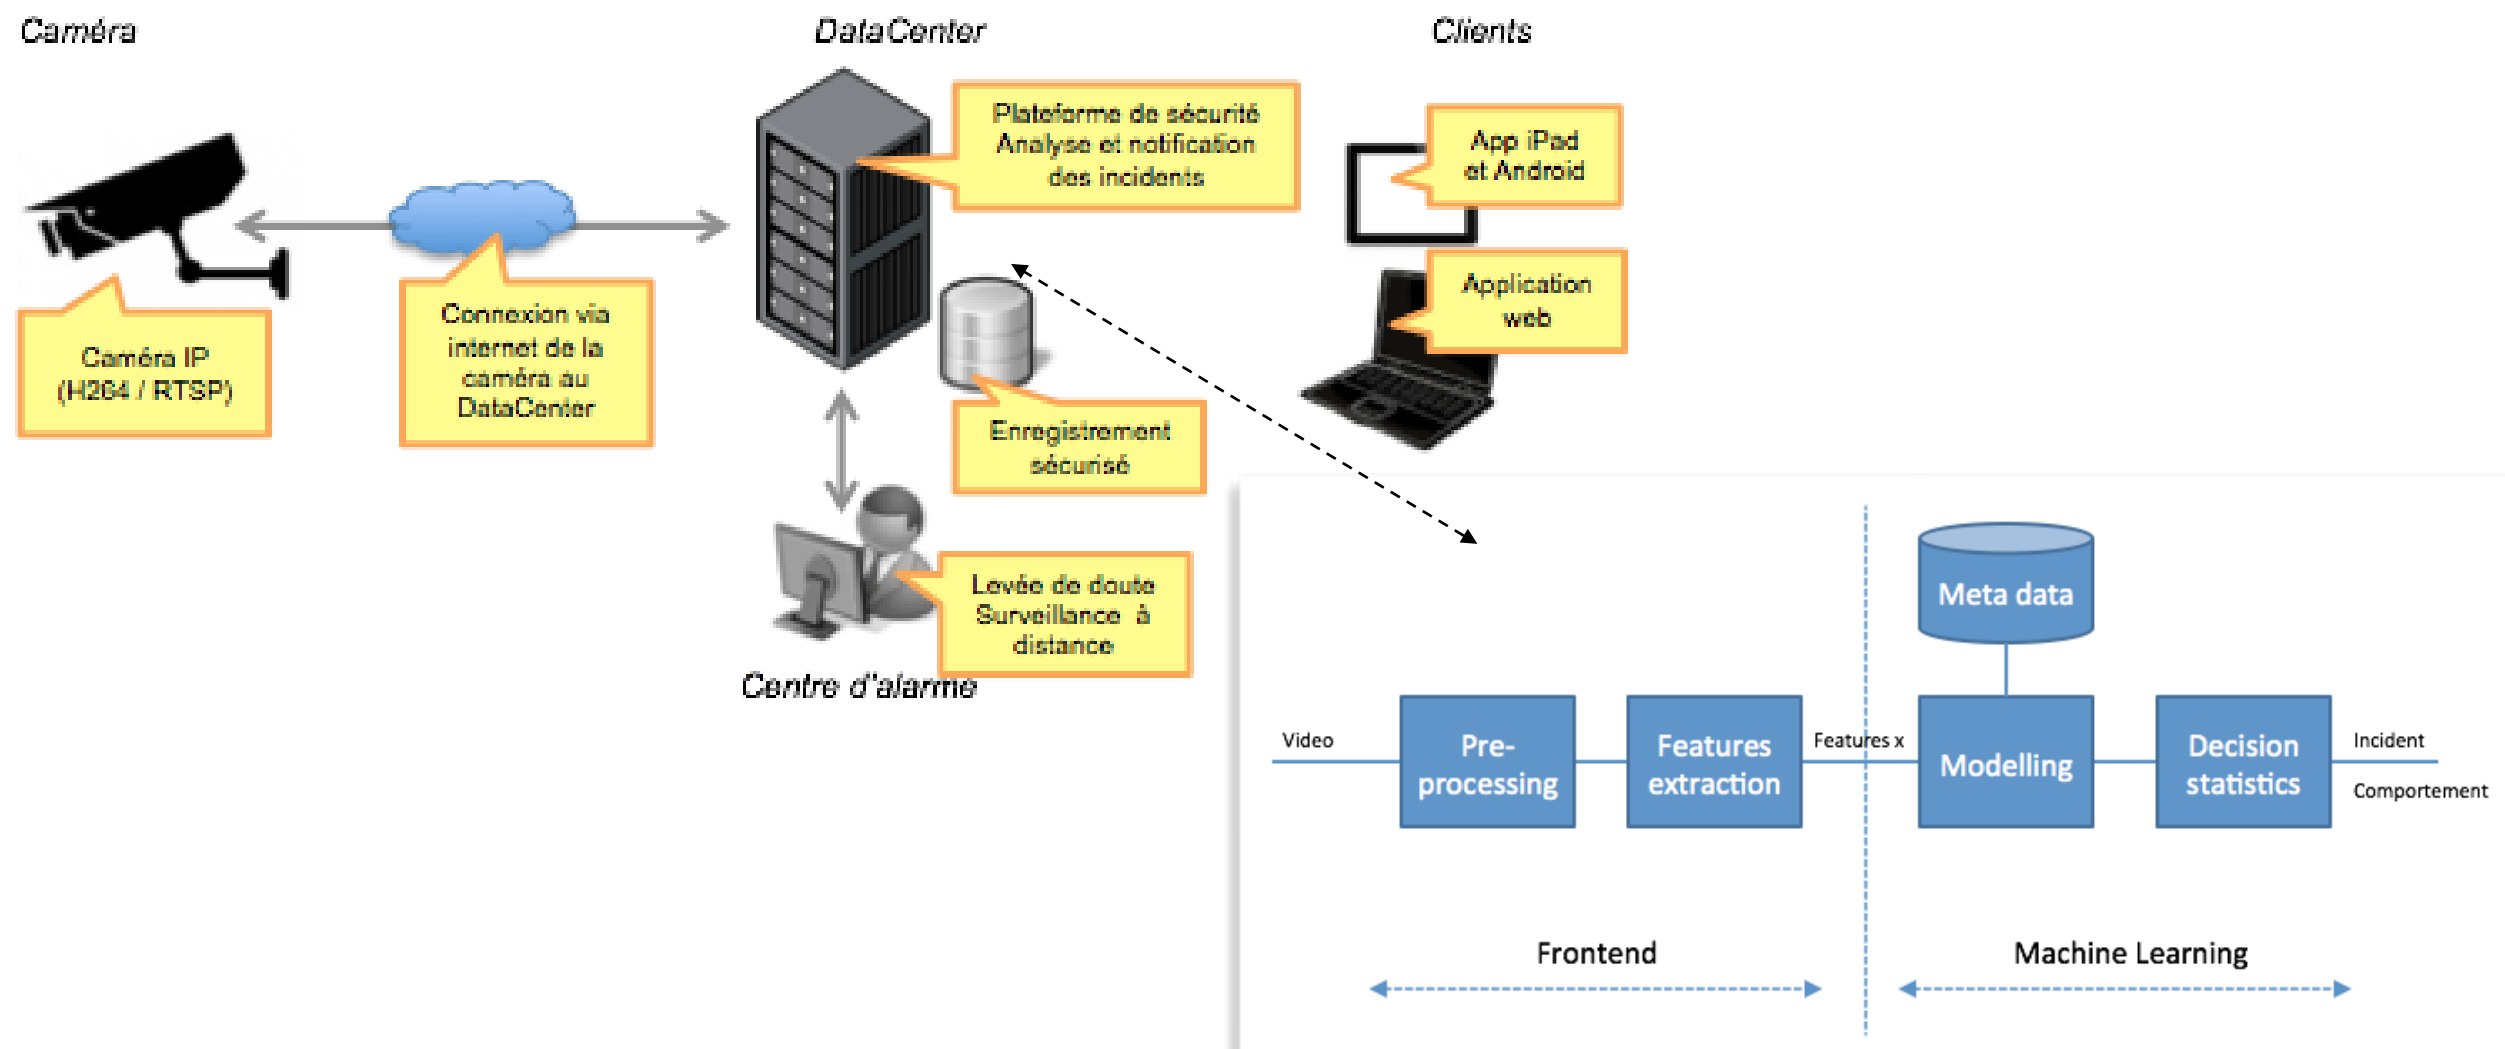 Caméra
DataCenter
Clients
Plateforme de sécurité
Analyse et notification
des incidents
App iPad
et Android
Application
web
Caméra IP
(H264 / RTSP)
Connexion via
internet de la
caméra au
DataCenter
Enregistrement
sécurisé
Levée de doute
Surveillance à
distance
Centre d'alarme
Meta data
Video
Pre-
processing
Features
extraction
Features x
Modelling
Decision
statistics
Incident
Comportement
Frontend
Machine Learning